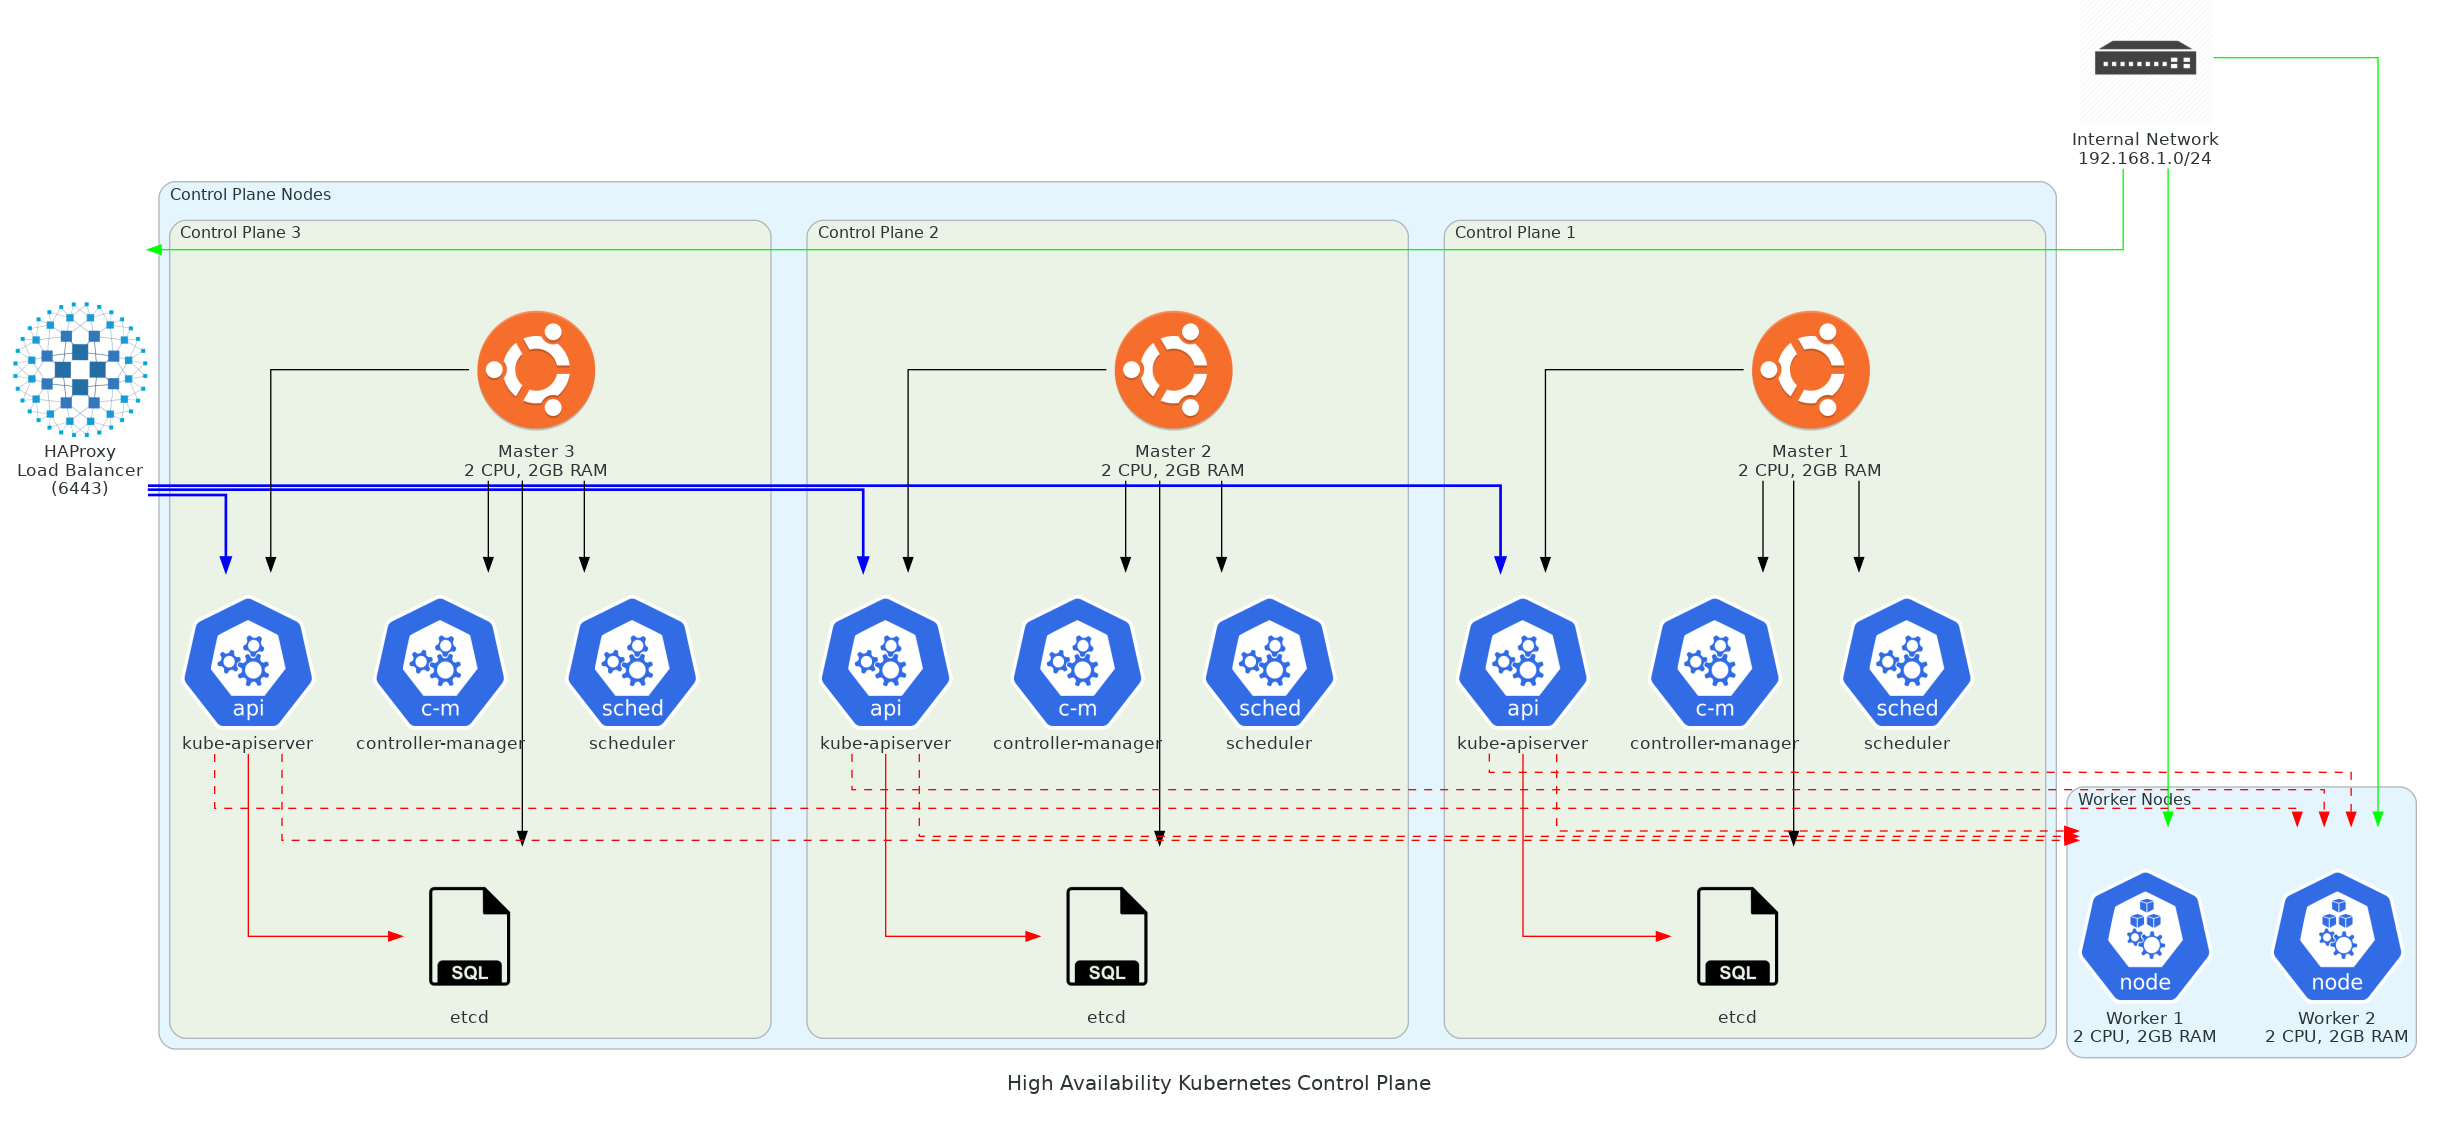 Internal Network
192.168.1.0/24
Control Plane Nodes
Control Plane 3
Control Plane 2
Control Plane 1
HAProxy
Load Balancer
(6443)
Master 3
2 CPU, 2GB RAM
Master 2
2 CPU, 2GB RAM
Master 1
2 CPU, 2GB RAM
api
c-m
sched
api
c-m
sched
api
c-m
sched
kube-apiserver
controller-manager
scheduler
kube-apiserver
controller-manager
scheduler
kube-apiserver
controller-manager
scheduler
Worker Nodes
SQL
SQL
SQL
node
node
etcd
etcd
etcd
Worker 1
2 CPU, 2GB RAM
Worker 2
2 CPU, 2GB RAM
High Availability Kubernetes Control Plane